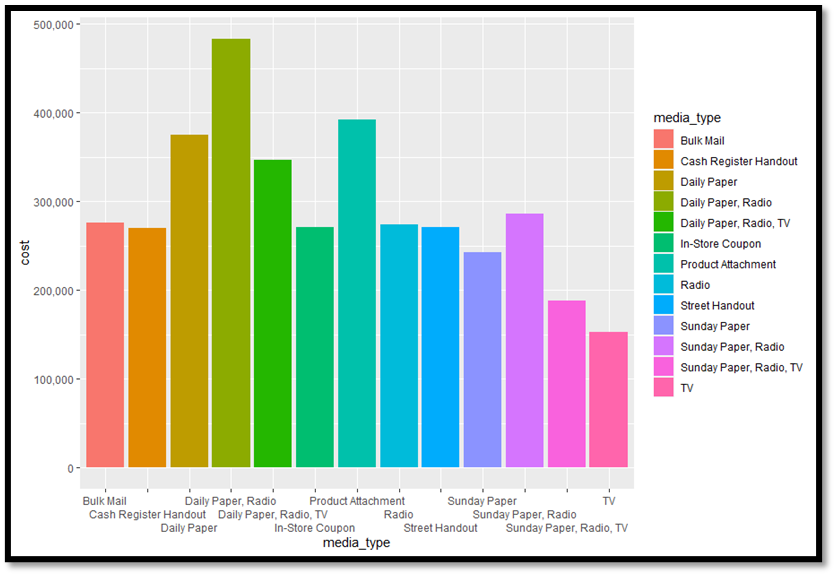 500,000
400,000
300,000
200,000
100,000
0
cost
Bulk Mail
Daily Paper, Radio
Product Attachment
Sunday Paper
TV
Cash Register Handout
Daily Paper, Radio, TV
Radio
Sunday Paper, Radio
Daily Paper
In-Store Coupon
Street Handout
Sunday Paper, Radio, TV
media_type
media_type
Bulk Mail
Cash Register Handout
Daily Paper
Daily Paper, Radio
Daily Paper, Radio, TV
In-Store Coupon
Product Attachment
Radio
Street Handout
Sunday Paper
Sunday Paper, Radio
Sunday Paper, Radio, TV
TV